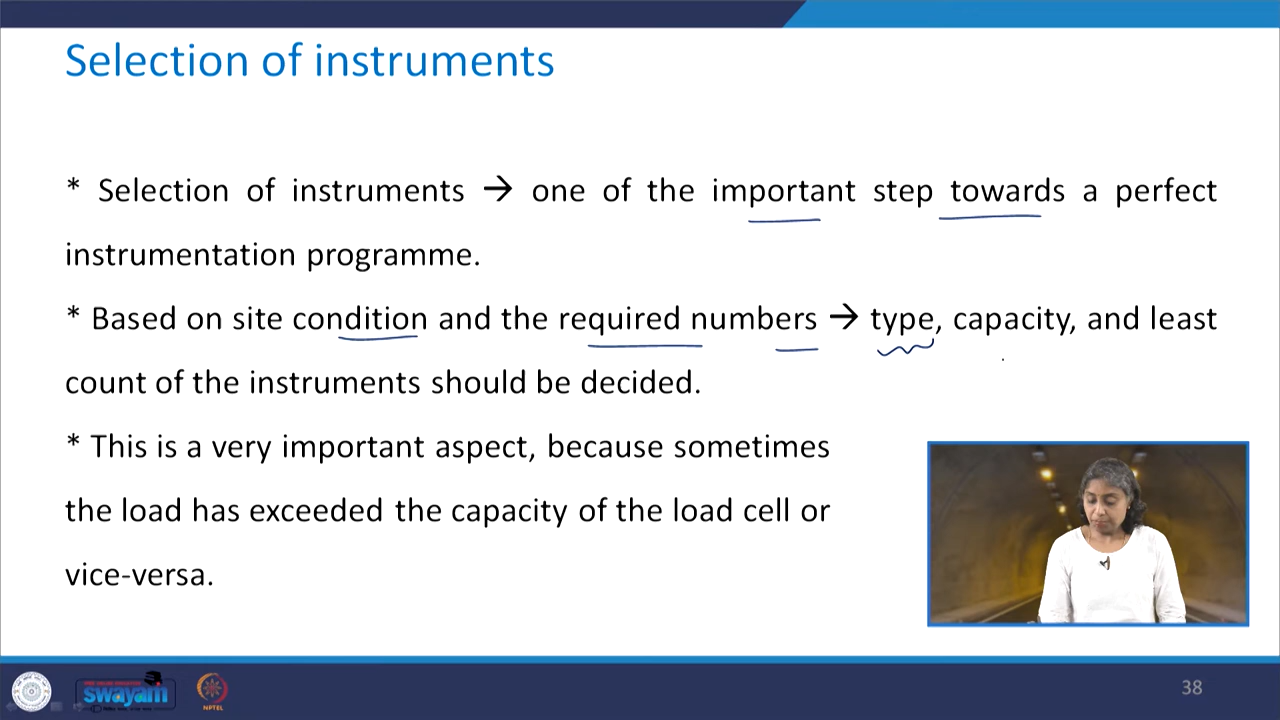 Selection of instruments
* Selection of instruments → one of the important step towards a perfect
instrumentation programme.
* Based on site condition and the required numbers → type, capacity, and least
count of the instruments should be decided.
* This is a very important aspect, because sometimes
the load has exceeded the capacity of the load cell or
vice-versa.
swayam
NPTEL
38